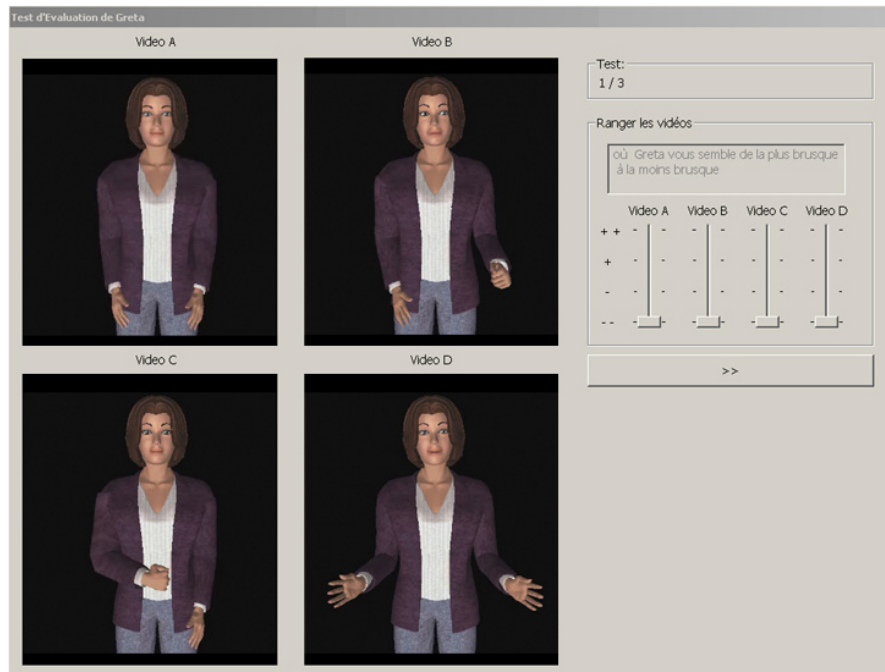 Test d'Evaluation de Greta
Video A
Video B
Video C
Video D
Test:
1 / 3
Ranger les vidéos
où Greta vous semble de la plus brusque
à la moins brusque
Video A Video B Video C Video D
+ +
+
-
- -
>>